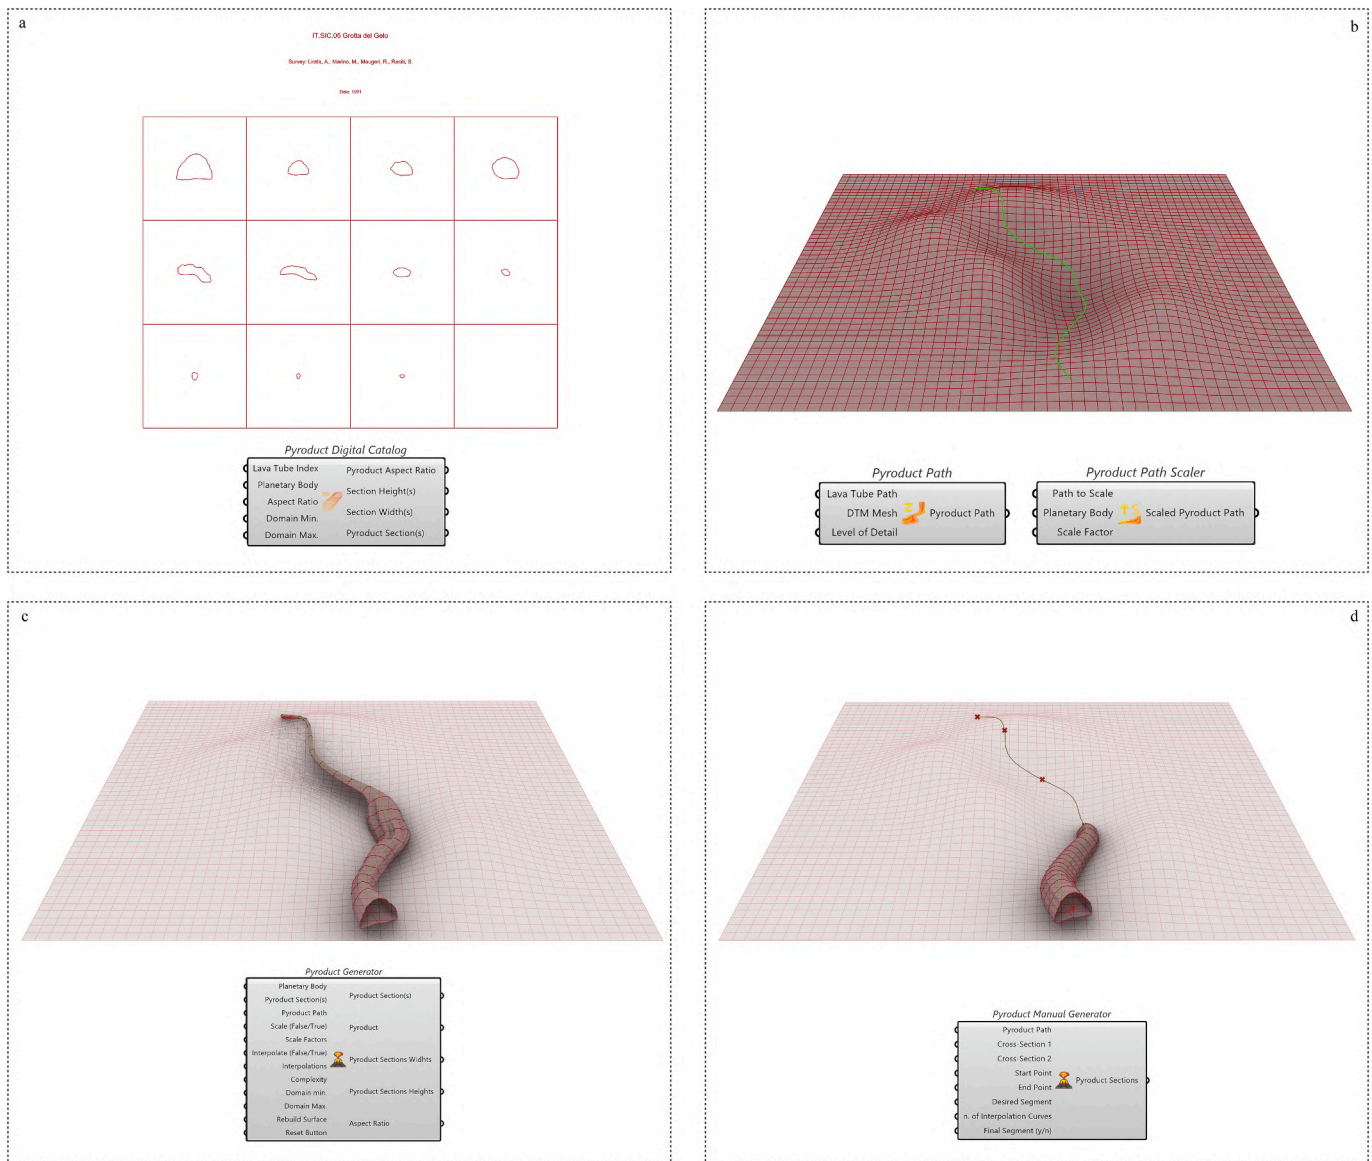 a
IT.SIC.05 Grotta del Gelo
Survey: Liotta, A., Marino, M., Maugeri, R., Raciti, S.
Date: 1991
Pyroduct Digital Catalog
Lava Tube Index
Planetary Body
Aspect Ratio
Domain Min.
Domain Max.
Pyroduct Aspect Ratio
Section Height(s)
Section Width(s)
Pyroduct Section(s)
b
Pyroduct Path
Lava Tube Path
DTM Mesh
Level of Detail
Pyroduct Path
Pyroduct Path Scaler
Path to Scale
Planetary Body
Scale Factor
Scaled Pyroduct Path
c
Pyroduct Generator
Planetary Body
Pyroduct Section(s)
Pyroduct Path
Scale (False/True)
Scale Factors
Interpolate (False/True)
Interpolations
Complexity
Domain min.
Domain Max.
Rebuild Surface
Reset Button
Pyroduct Section(s)
Pyroduct
Pyroduct Sections Widhts
Pyroduct Sections Heights
Aspect Ratio
d
Pyroduct Manual Generator
Pyroduct Path
Cross-Section 1
Cross-Section 2
Start Point
End Point
Desired Segment
n. of Interpolation Curves
Final Segment (y/n)
Pyroduct Sections